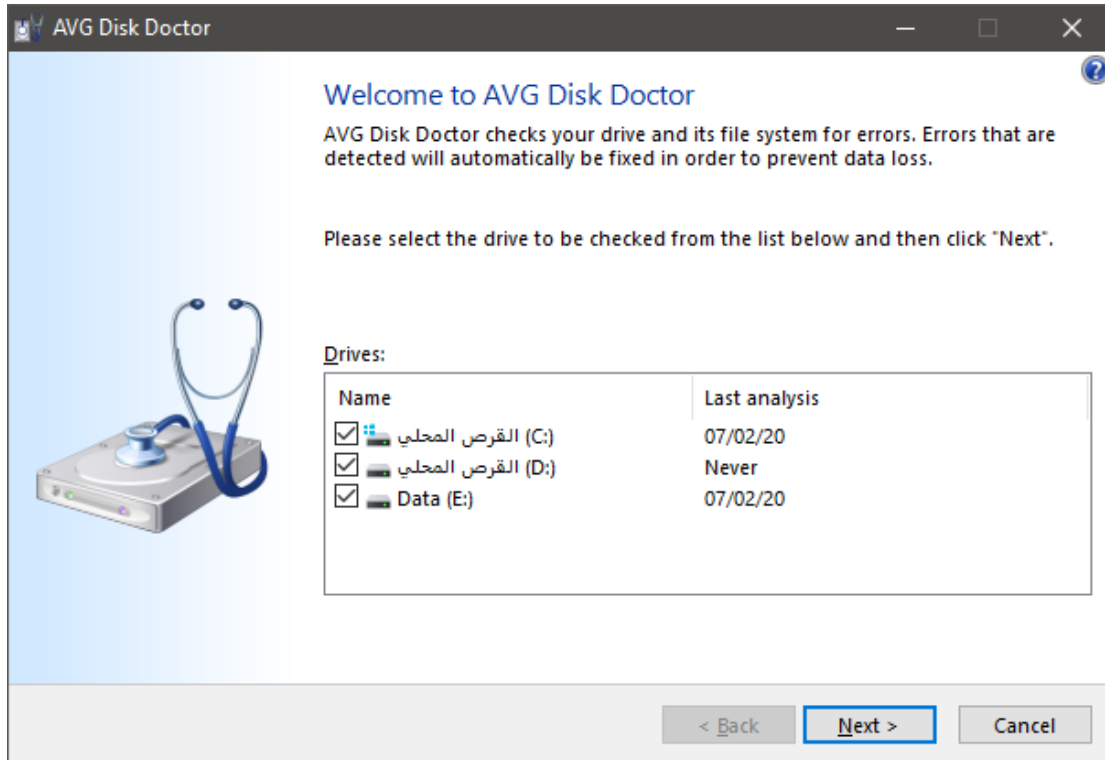 AVG Disk Doctor
Welcome to AVG Disk Doctor
AVG Disk Doctor checks your drive and its file system for errors. Errors that are
detected will automatically be fixed in order to prevent data loss.
Please select the drive to be checked from the list below and then click "Next".
Drives:
Name Last analysis
القرص المحلي (C:) 07/02/20
القرص المحلي (D:) Never
Data (E:) 07/02/20
< Back Next > Cancel